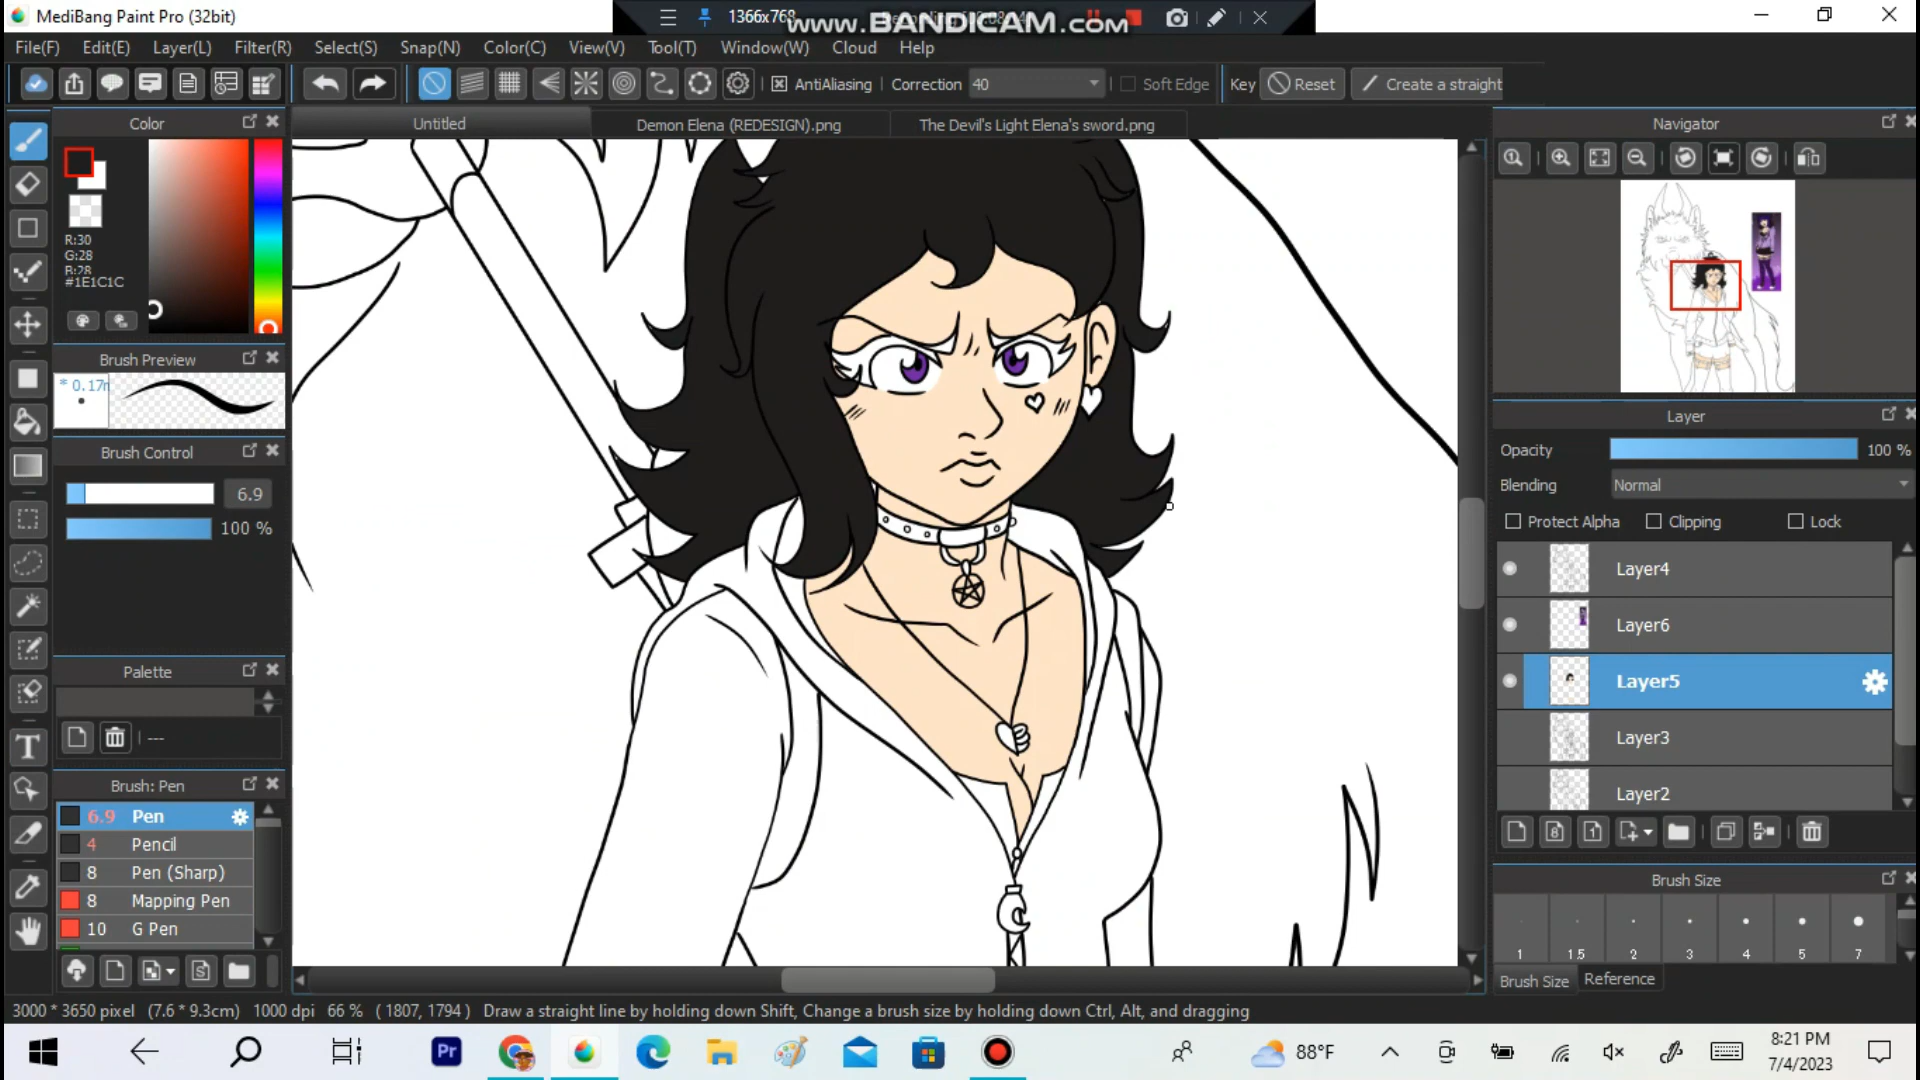 MediBang Paint Pro (32bit)
1366x768
www.BANDICAM.com
File(F) Edit(E) Layer(L) Filter(R) Select(S) Snap(N) Color(C) View(V) Tool(T) Window(W) Cloud Help
AntiAliasing Correction 40 Soft Edge Key Reset Create a straight
Color
Untitled Demon Elena (REDESIGN).png The Devil's Light Elena's sword.png
Navigator
R:30
G:28
B:28
#1E1C1C
Brush Preview
* 0.17m
Brush Control
6.9
100 %
Palette
---
Brush: Pen
6.9 Pen
4 Pencil
8 Pen (Sharp)
8 Mapping Pen
10 G Pen
Layer
Opacity 100 %
Blending Normal
Protect Alpha Clipping Lock
Layer4
Layer6
Layer5
Layer3
Layer2
8 1
Brush Size
1 1.5 2 3 4 5 7
Brush Size Reference
3000 * 3650 pixel (7.6 * 9.3cm) 1000 dpi 66 % ( 1807, 1794 ) Draw a straight line by holding down Shift, Change a brush size by holding down Ctrl, Alt, and dragging
Pr
88°F
8:21 PM
7/4/2023